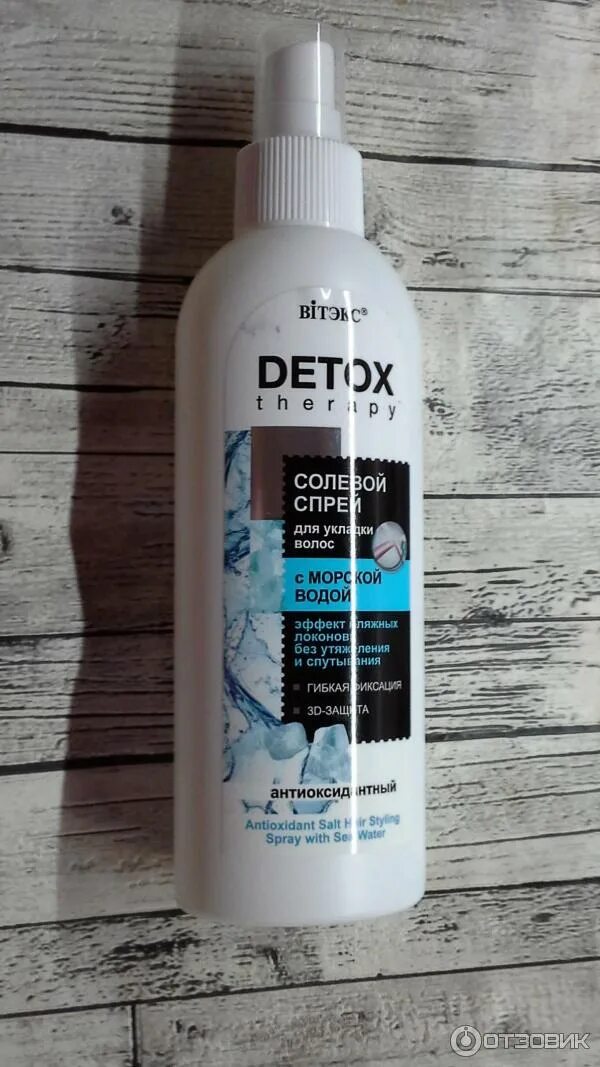 ВІТЭКС®
DETOX
therapy
СОЛЕВОЙ
СПРЕЙ
для укладки
волос
с МОРСКОЙ
ВОДОЙ
эффект пляжных
локонов
без утяжеления
и спутывания
ГИБКАЯ ФИКСАЦИЯ
3D-ЗАЩИТА
антиоксидантный
Antioxidant Salt Hair Styling
Spray with Sea Water
ОТЗОВИК